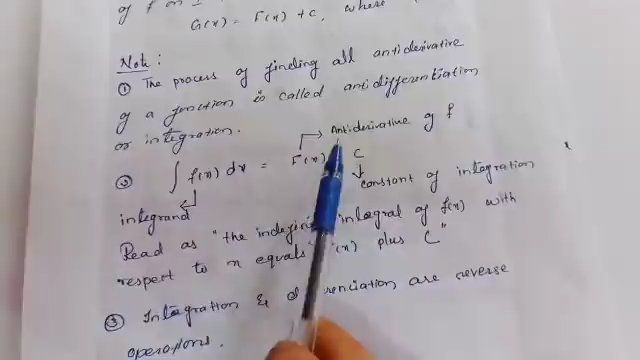 of f on I
G(x) = F(x) + C, where
Note:
① The process of finding all antiderivative
of a function is called antidifferentiation
or integration.
Antiderivative of f
② ∫ f(x) dx = F(x) C
constant of integration
integrand
Read as "the indefinite integral of f(x) with
respect to x equals F(x) plus C"
③ Integration & differenciation are reverse
operations.